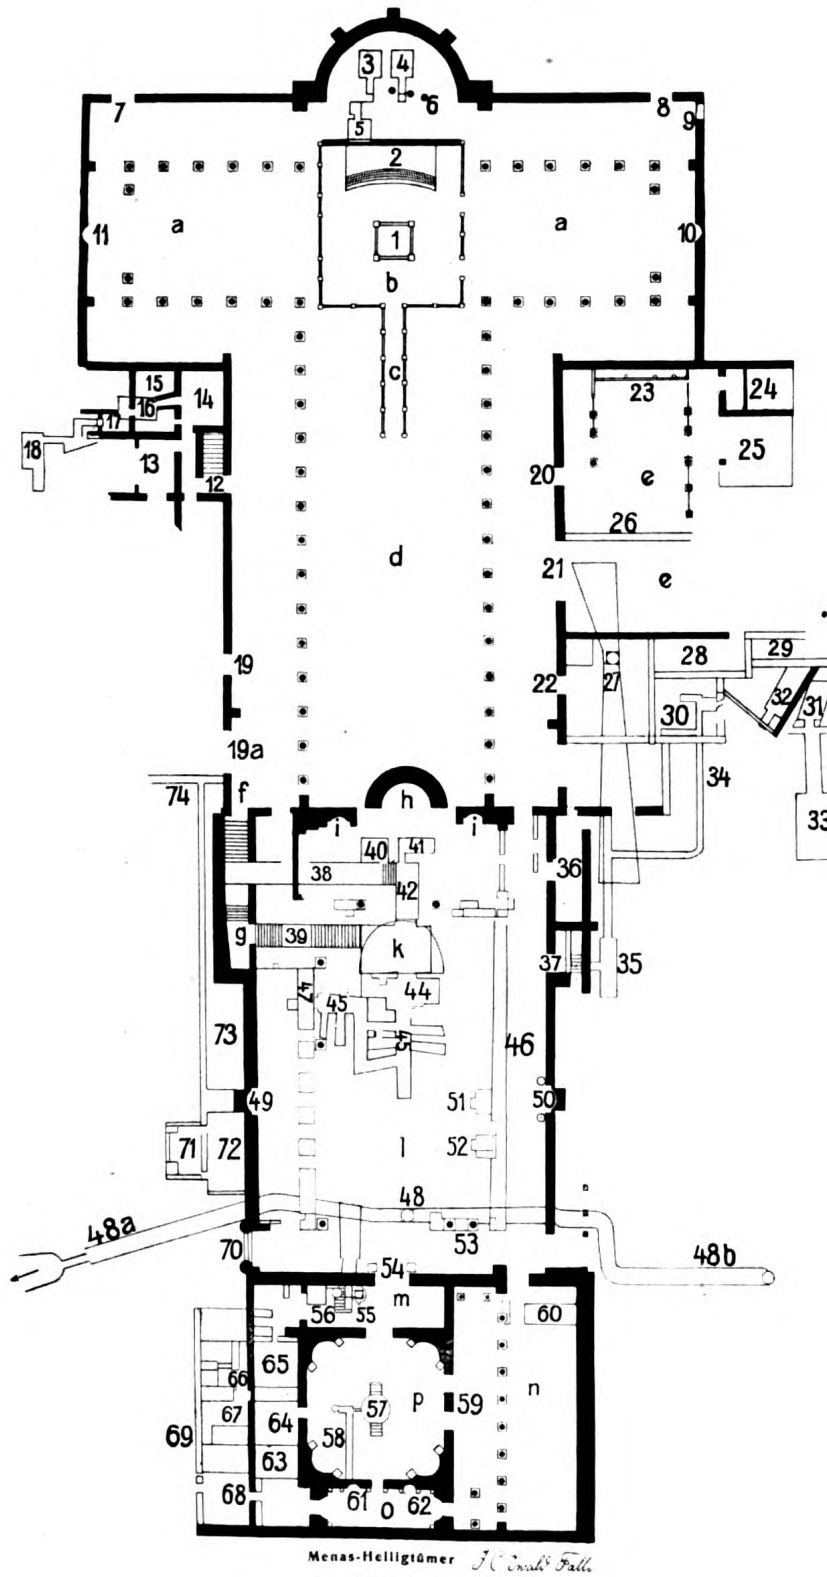 3 4
6
7 8 9
5
2
11 a 1 a 10
b
c
15 16 14
17
18 13 12
23 24
20 e 25
26
d 21 e
19 22 27 28 29
30 32 31
19a 34
33
74 f h
i i
38 40 41 42 36
g 39 k 37 35
47 45 44
45
73 46
49 51 50
71 72 52
l
48
48a 70 53 48b
54
56 55 m 60
65
66 p 59 n
57
67 64 58
69 63
68 61 62
o
Menas-Heiligtümer J C Ewald Falls